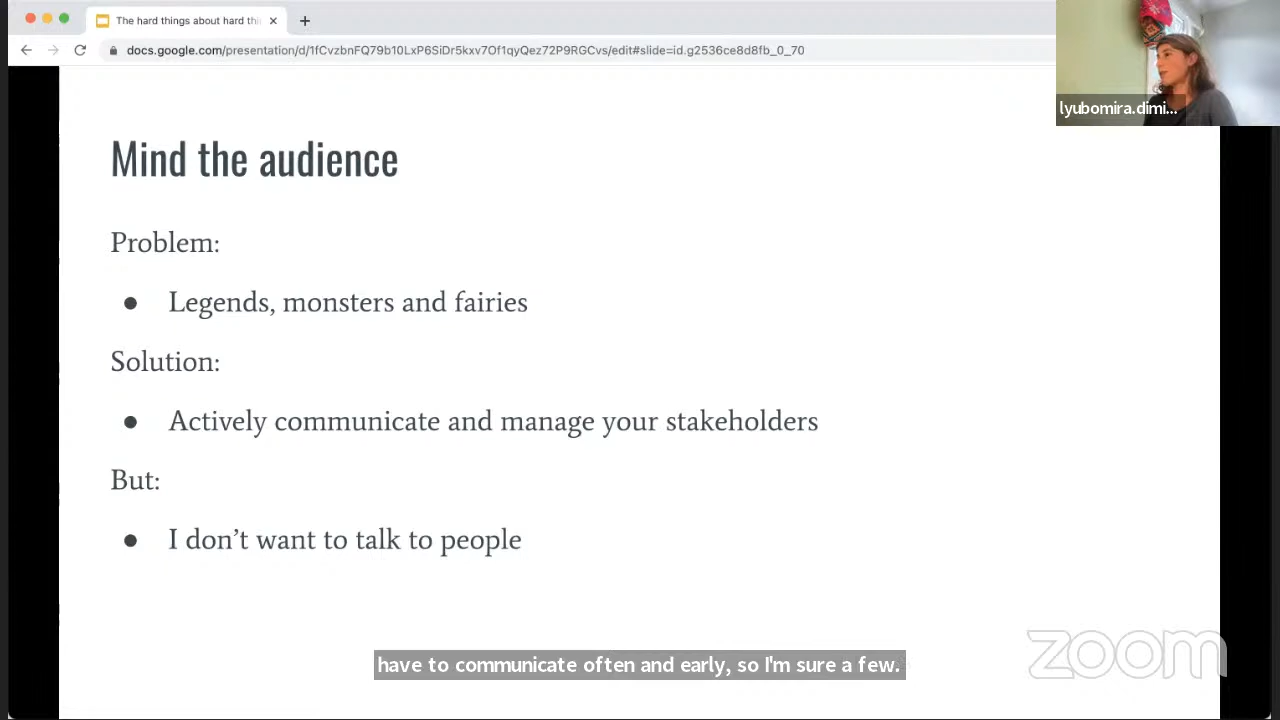 The hard things about hard thi
docs.google.com/presentation/d/1fCvzbnFQ79b10LxP6SiDr5kxv7Of1qyQez72P9RGCvs/edit#slide=id.g2536ce8d8fb_0_70
lyubomira.dimi...
Mind the audience
Problem:
● Legends, monsters and fairies
Solution:
● Actively communicate and manage your stakeholders
But:
● I don’t want to talk to people
have to communicate often and early, so I'm sure a few.
zoom